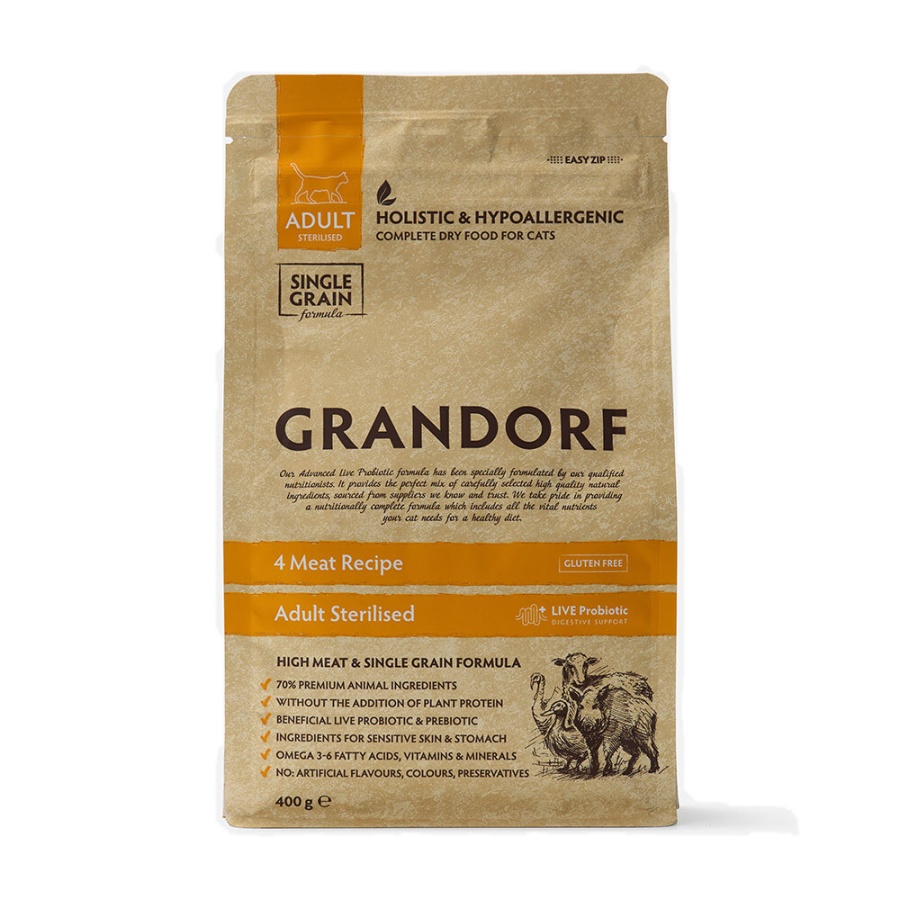 EASY ZIP
ADULT
STERILISED
HOLISTIC & HYPOALLERGENIC
COMPLETE DRY FOOD FOR CATS
SINGLE
GRAIN
formula
GRANDORF
Our Advanced Live Probiotic formula has been specially formulated by our qualified
nutritionists. It provides the perfect mix of carefully selected high quality natural
ingredients, sourced from suppliers we know and trust. We take pride in providing
a nutritionally complete formula which includes all the vital nutrients
your cat needs for a healthy diet.
4 Meat Recipe
GLUTEN FREE
Adult Sterilised
LIVE Probiotic
DIGESTIVE SUPPORT
HIGH MEAT & SINGLE GRAIN FORMULA
70% PREMIUM ANIMAL INGREDIENTS
WITHOUT THE ADDITION OF PLANT PROTEIN
BENEFICIAL LIVE PROBIOTIC & PREBIOTIC
INGREDIENTS FOR SENSITIVE SKIN & STOMACH
OMEGA 3-6 FATTY ACIDS, VITAMINS & MINERALS
NO: ARTIFICIAL FLAVOURS, COLOURS, PRESERVATIVES
400 g ℮